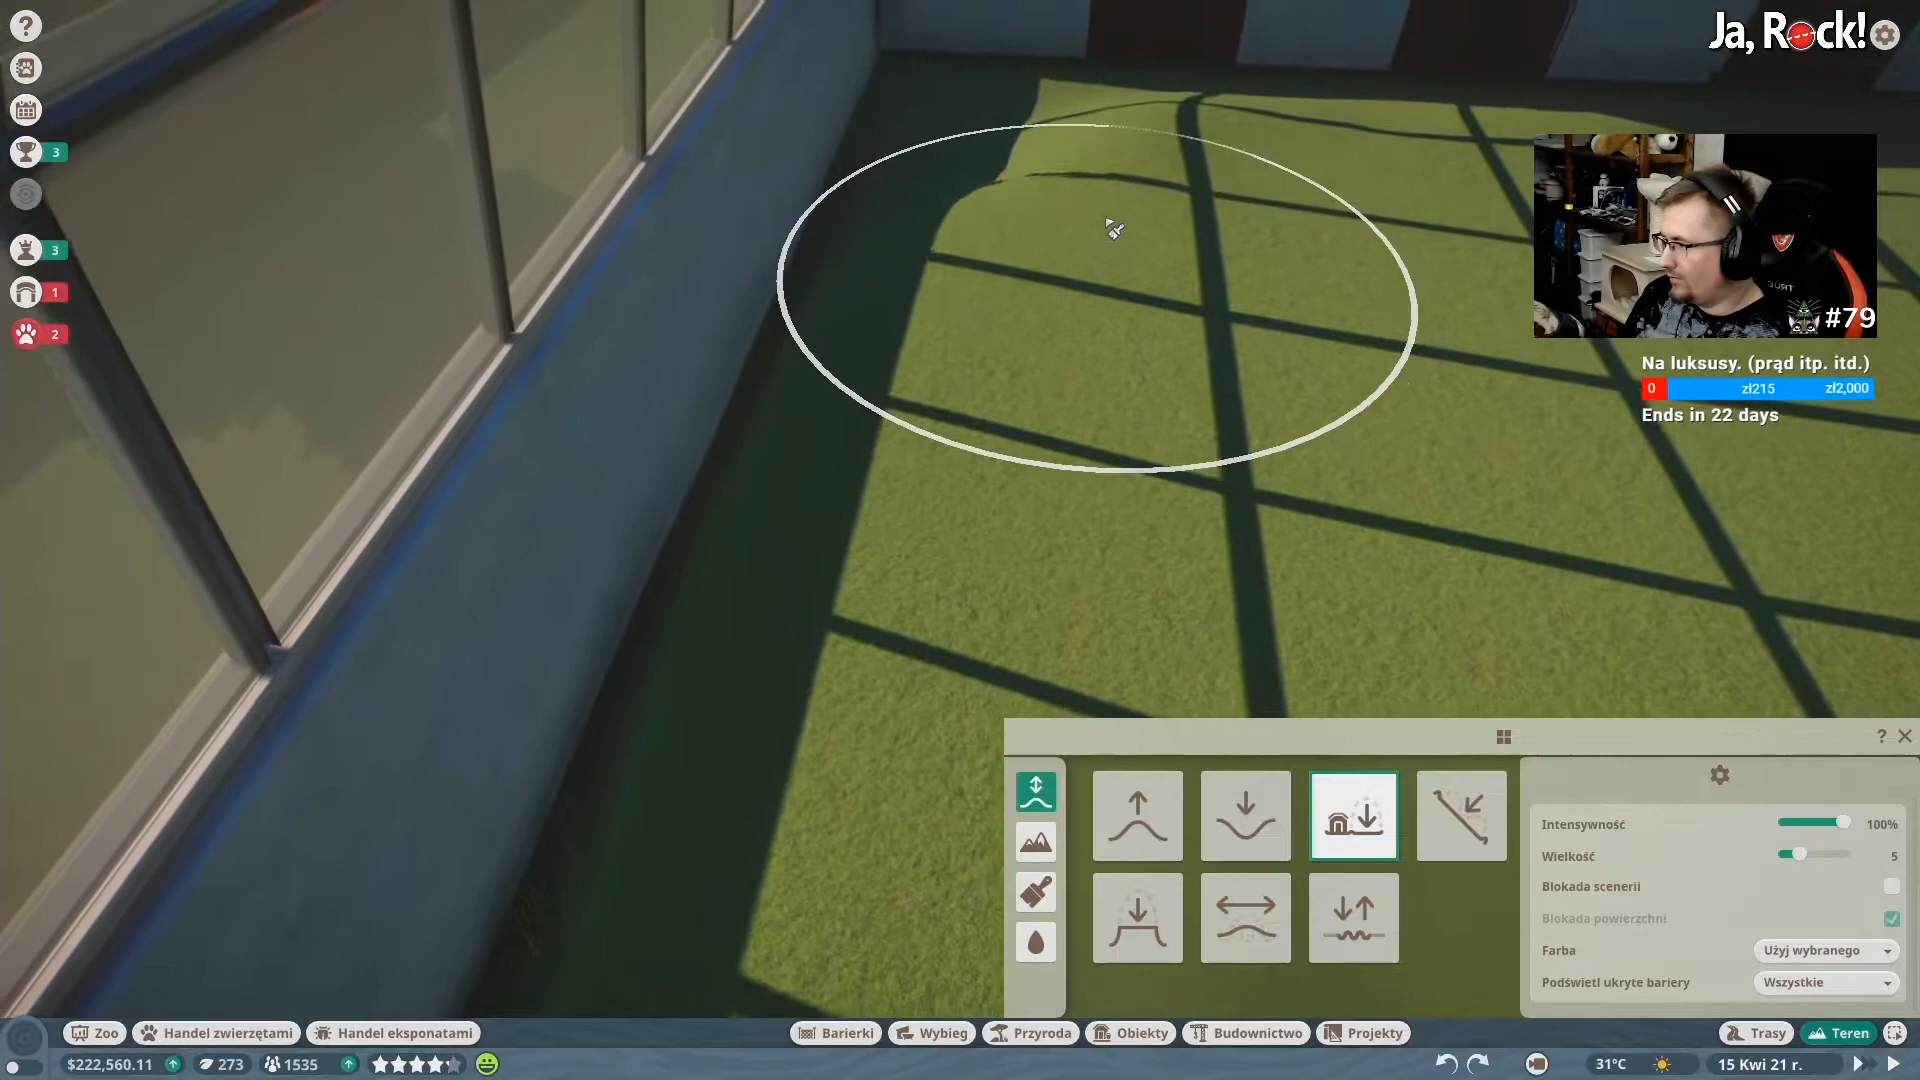 Ja, Rock!
3
3
1
2
#79
Na luksusy. (prąd itp. itd.)
0 zł215 zł2,000
Ends in 22 days
?
Intensywność 100%
Wielkość 5
Blokada scenerii
Blokada powierzchni
Farba Użyj wybranego
Podświetl ukryte bariery Wszystkie
Zoo Handel zwierzętami Handel eksponatami Barierki Wybieg Przyroda Obiekty Budownictwo Projekty Trasy Teren
$222,560.11 273 1535 31°C 15 Kwi 21 r.